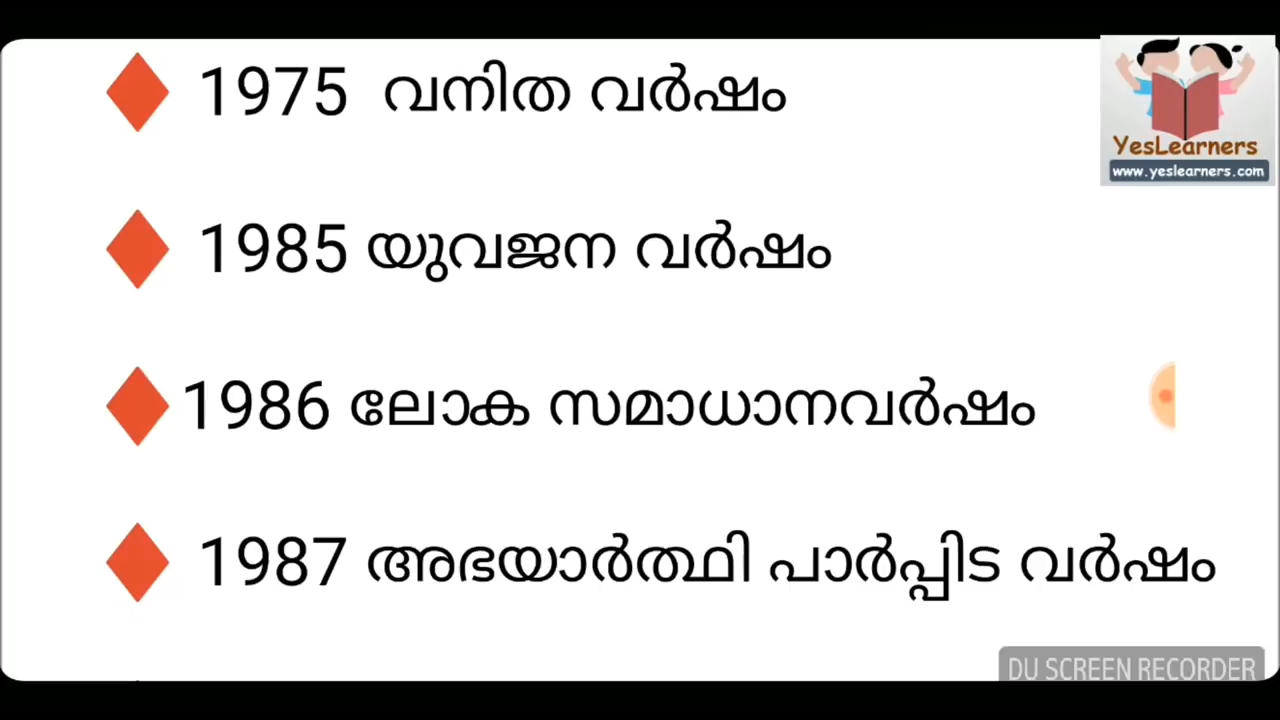 1975 വനിത വർഷം
YesLearners
www.yeslearners.com
1985 യുവജന വർഷം
1986 ലോക സമാധാനവർഷം
1987 അഭയാർത്ഥി പാർപ്പിട വർഷം
DU SCREEN RECORDER